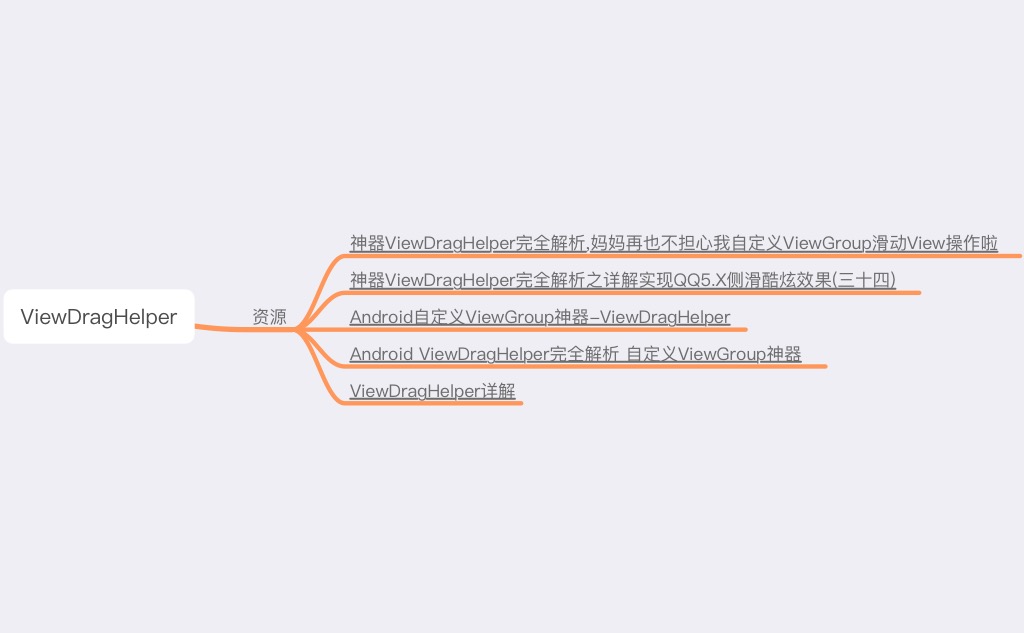 ViewDragHelper
资源
神器ViewDragHelper完全解析,妈妈再也不担心我自定义ViewGroup滑动View操作啦
神器ViewDragHelper完全解析之详解实现QQ5.X侧滑酷炫效果(三十四)
Android自定义ViewGroup神器-ViewDragHelper
Android ViewDragHelper完全解析 自定义ViewGroup神器
ViewDragHelper详解